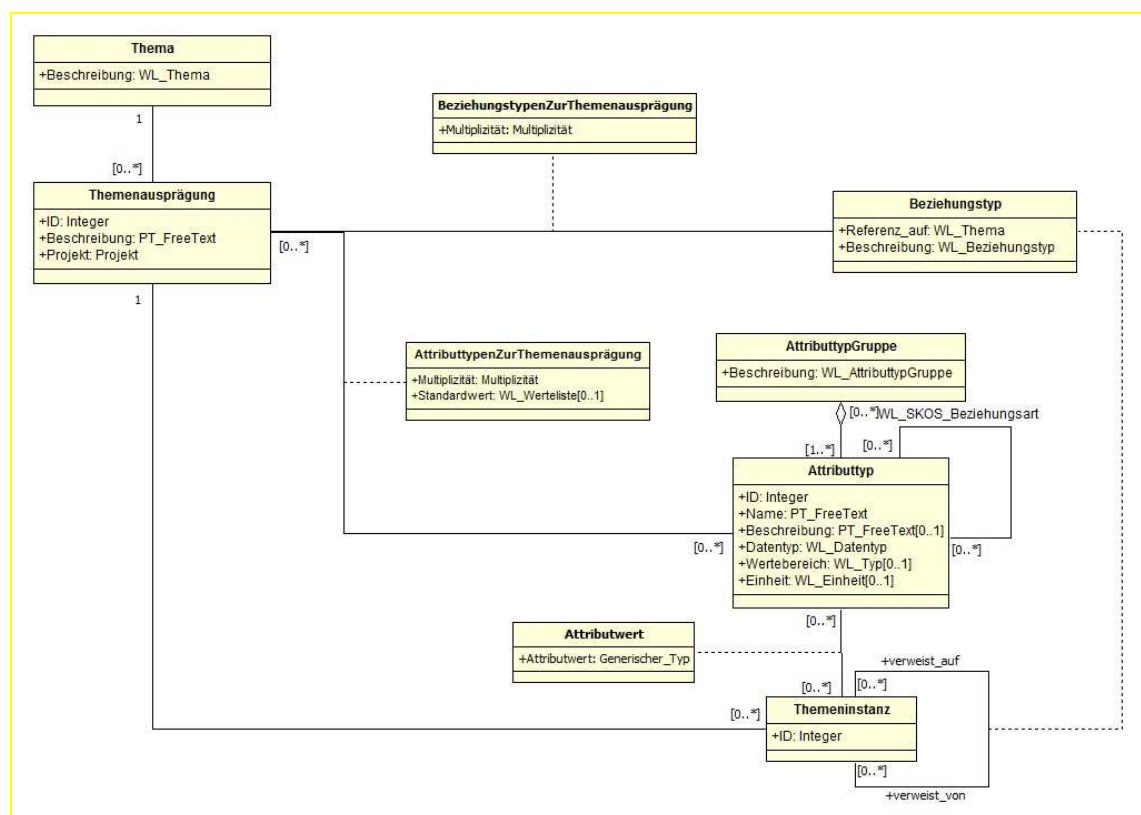 Thema
+Beschreibung: WL_Thema
1
[0..*]
BeziehungstypenZurThemenausprägung
+Multiplizität: Multiplizität
Themenausprägung
+ID: Integer
+Beschreibung: PT_FreeText
+Projekt: Projekt
[0..*]
1
Beziehungstyp
+Referenz_auf: WL_Thema
+Beschreibung: WL_Beziehungstyp
AttributtypenZurThemenausprägung
+Multiplizität: Multiplizität
+Standardwert: WL_Werteliste[0..1]
AttributtypGruppe
+Beschreibung: WL_AttributtypGruppe
[0..*]
WL_SKOS_Beziehungsart
[1..*]
[0..*]
Attributtyp
+ID: Integer
+Name: PT_FreeText
+Beschreibung: PT_FreeText[0..1]
+Datentyp: WL_Datentyp
+Wertebereich: WL_Typ[0..1]
+Einheit: WL_Einheit[0..1]
[0..*]
[0..*]
[0..*]
Attributwert
+Attributwert: Generischer_Typ
+verweist_auf
[0..*]
[0..*]
[0..*]
Themeninstanz
+ID: Integer
[0..*]
+verweist_von